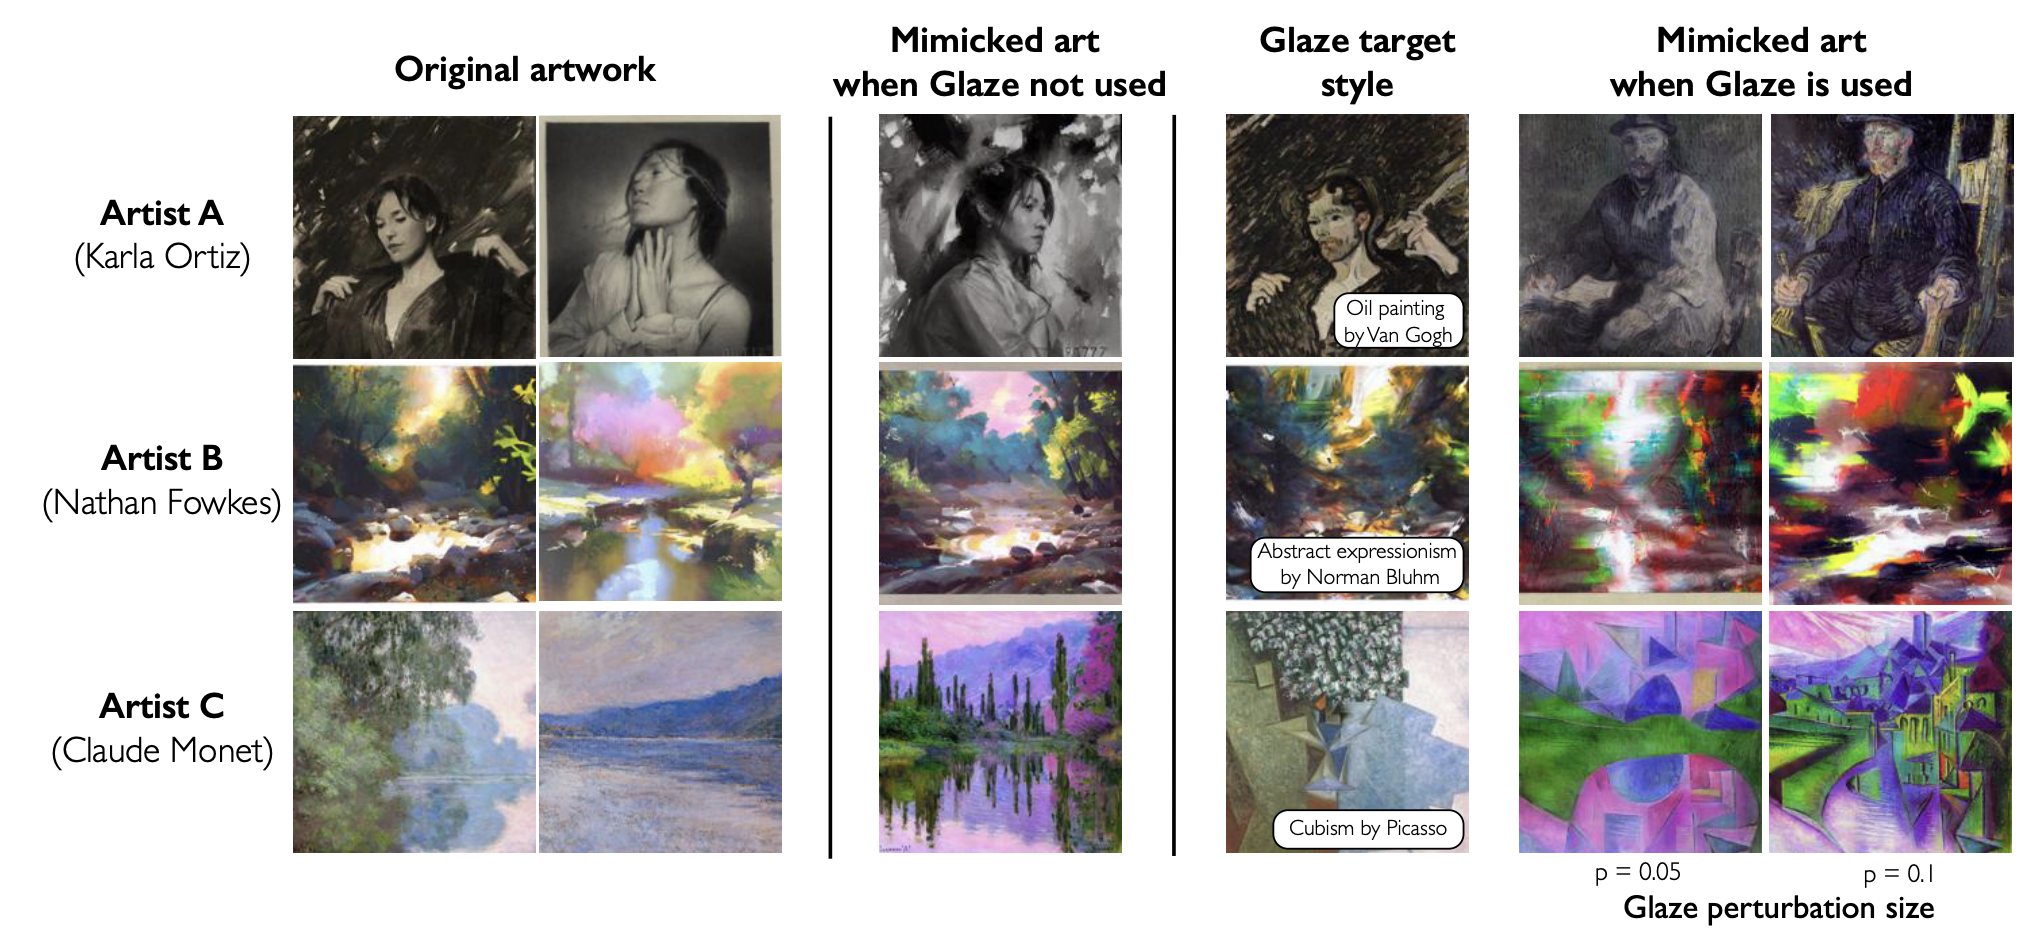 Original artwork
Mimicked art
when Glaze not used
Glaze target
style
Mimicked art
when Glaze is used
Artist A
(Karla Ortiz)
Oil painting
by Van Gogh
Artist B
(Nathan Fowkes)
Abstract expressionism
by Norman Bluhm
Artist C
(Claude Monet)
Cubism by Picasso
p = 0.05
p = 0.1
Glaze perturbation size